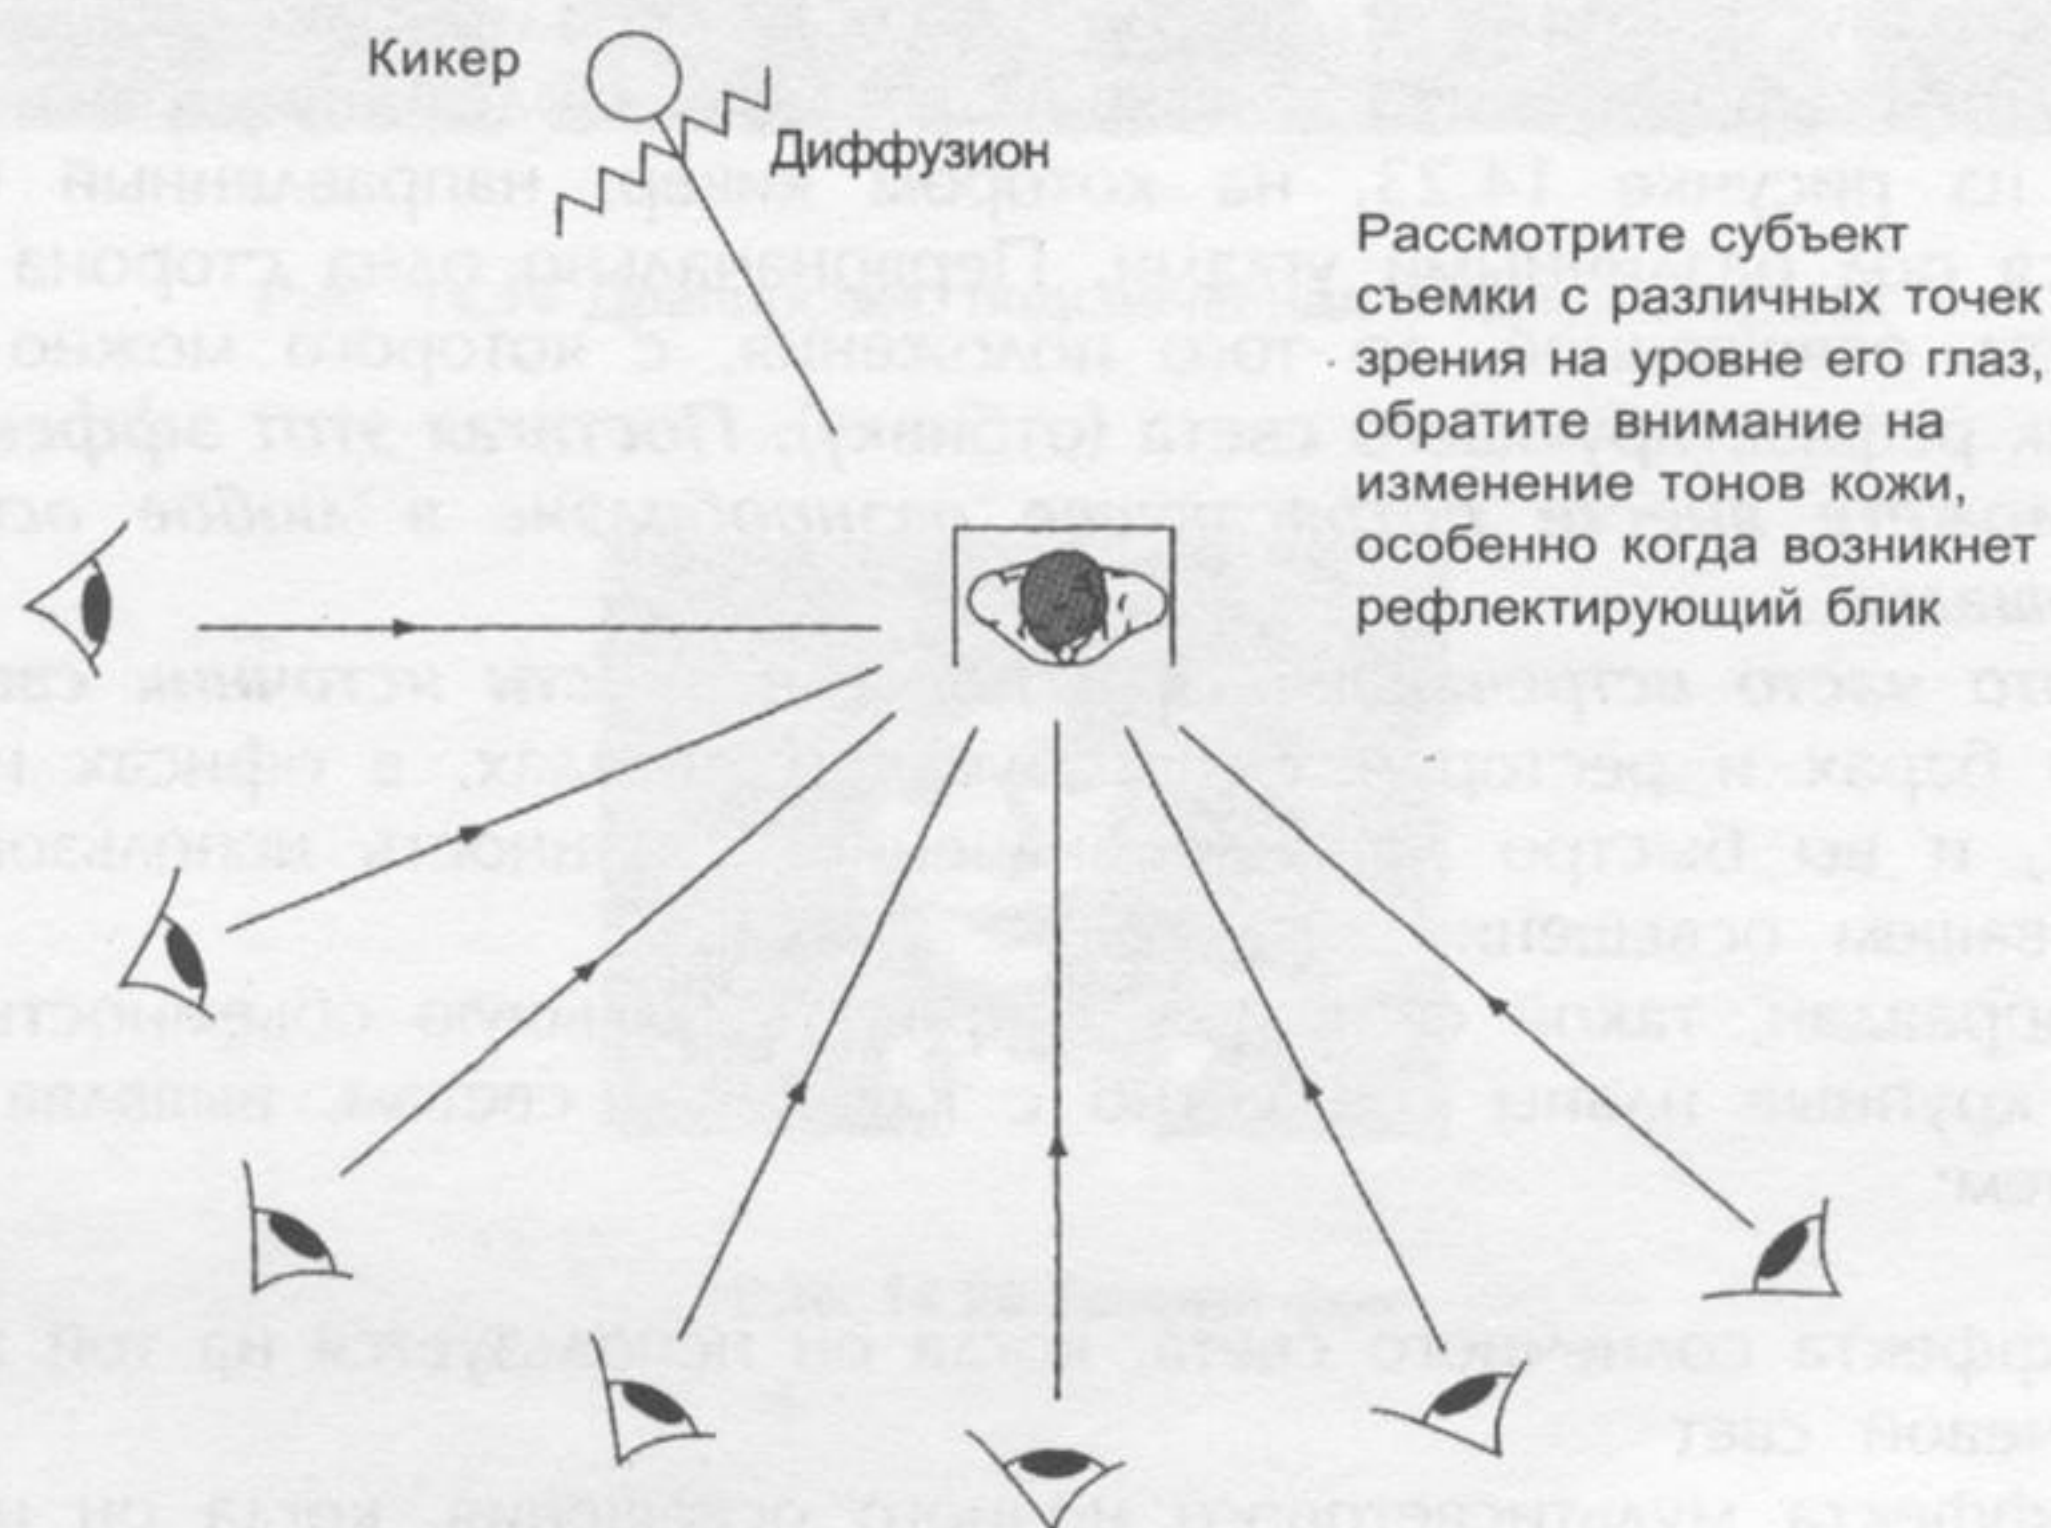 Кикер
Диффузион
Рассмотрите субъект
съемки с различных точек
зрения на уровне его глаз,
обратите внимание на
изменение тонов кожи,
особенно когда возникнет
рефлектирующий блик